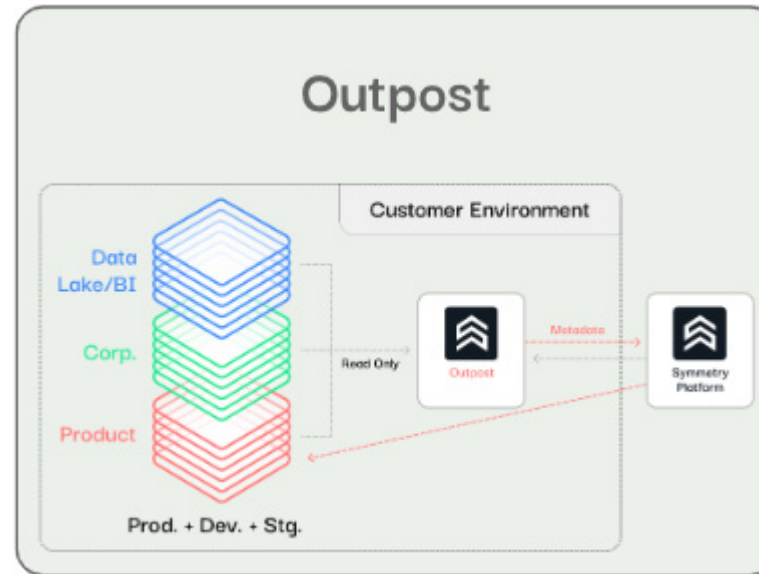 Outpost
Customer Environment
Data
Lake/BI
Corp.
Product
Read Only
Outpost
Metadata
Symmetry
Platform
Prod. + Dev. + Stg.